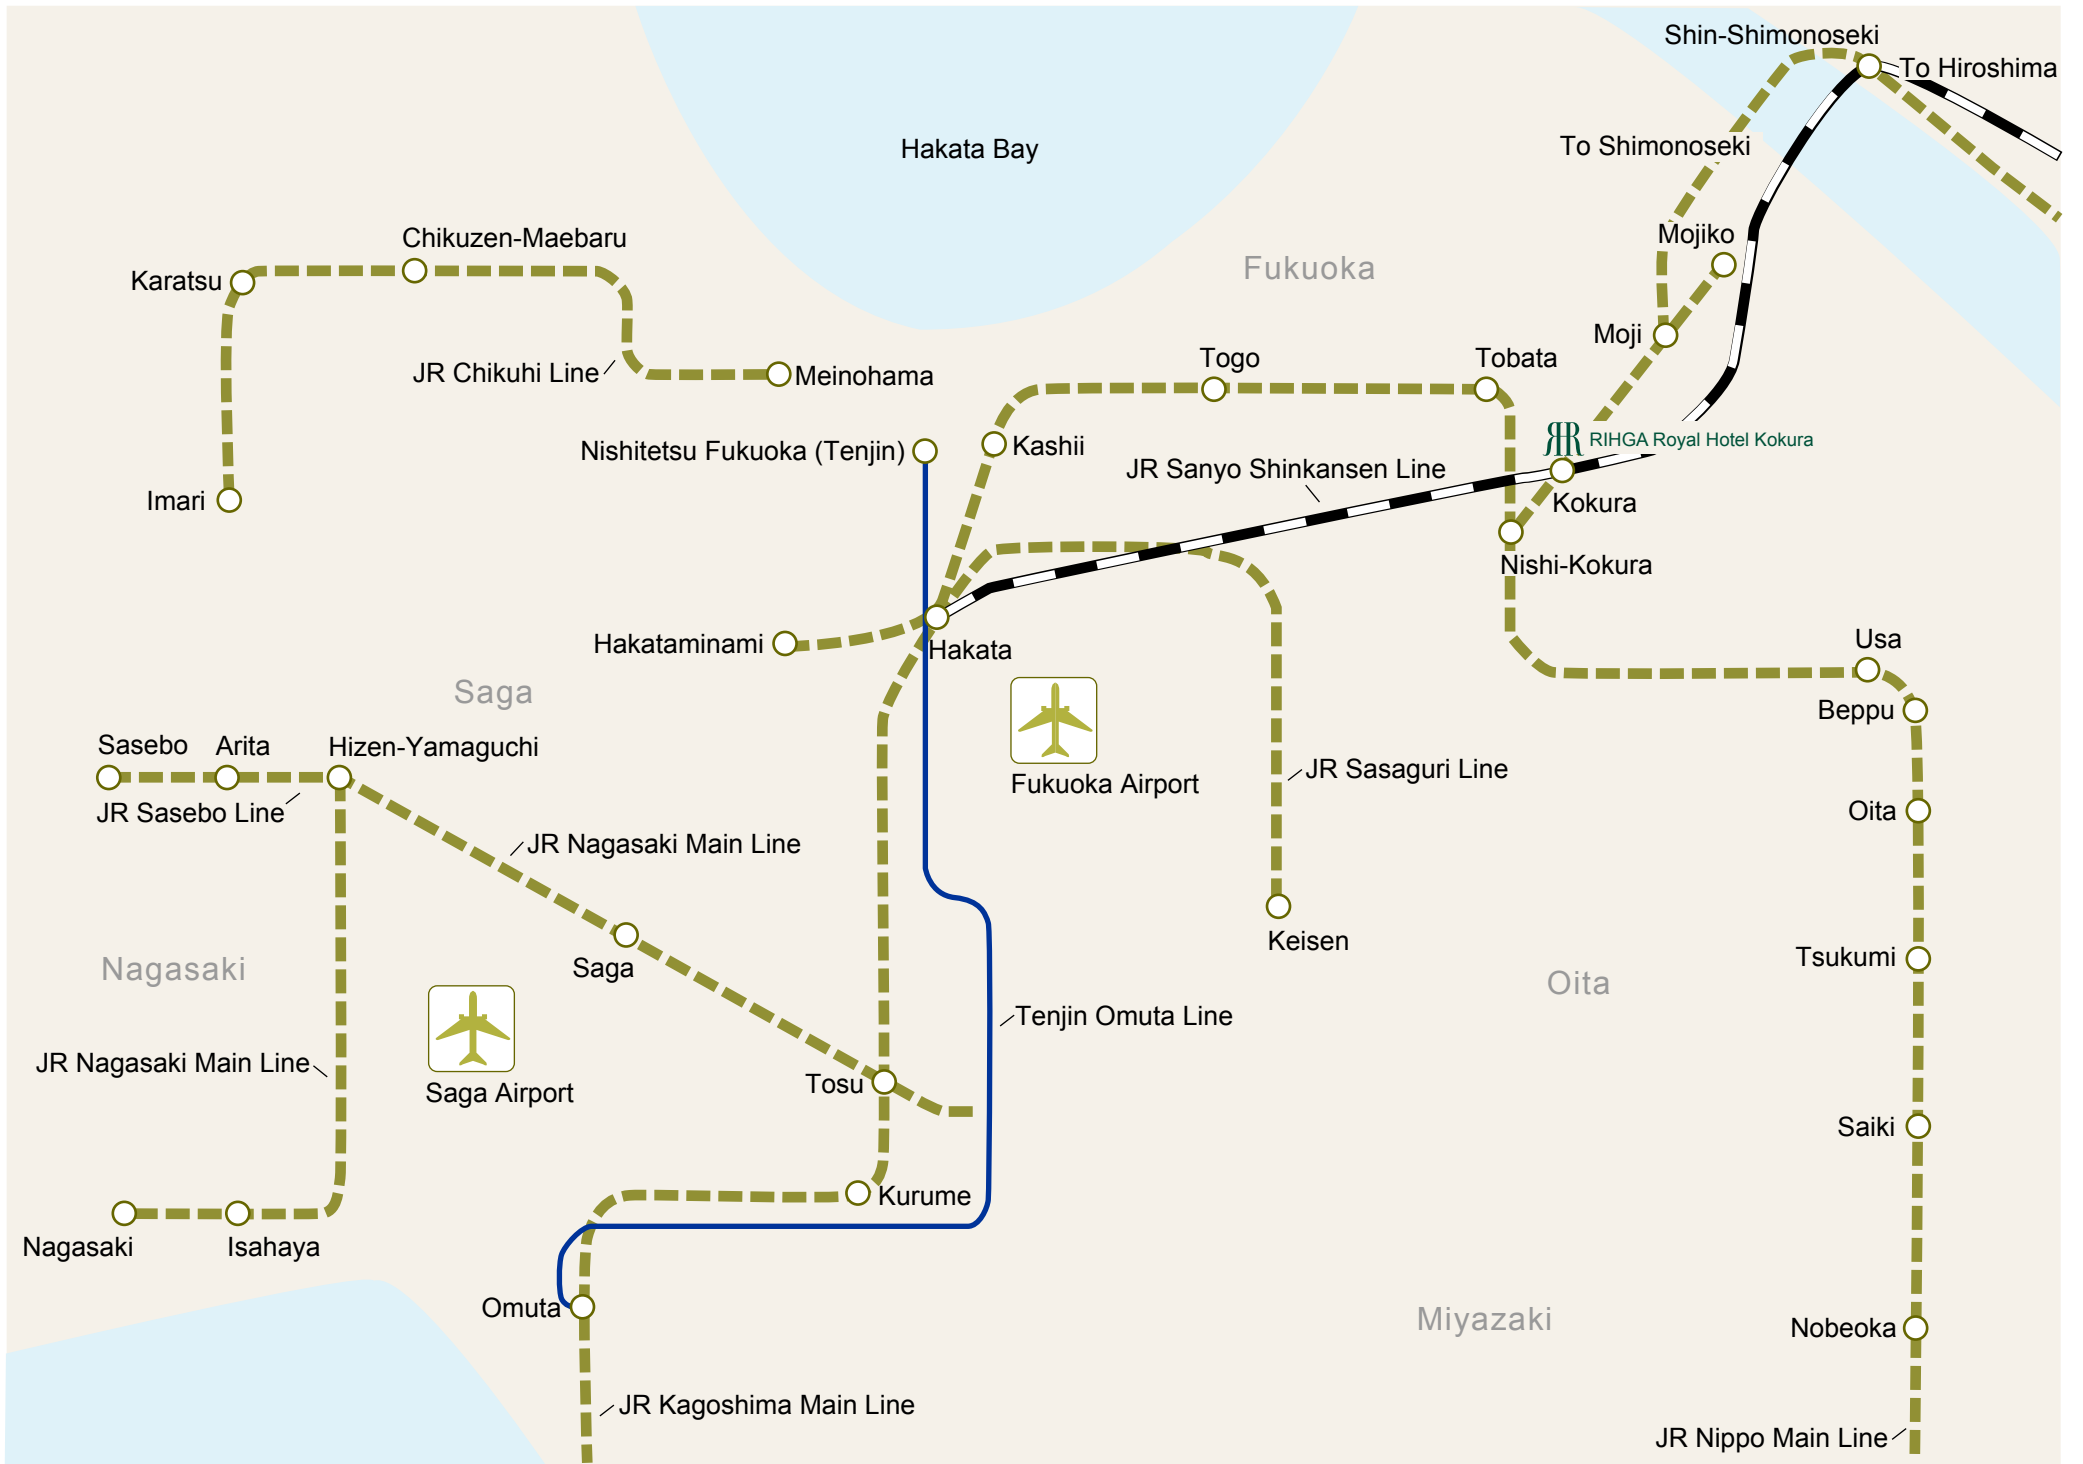 Shin-Shimonoseki
To Hiroshima
Hakata Bay
To Shimonoseki
Chikuzen-Maebaru
Mojiko
Karatsu
Fukuoka
Moji
JR Chikuhi Line
Meinohama
Togo
Tobata
Nishitetsu Fukuoka (Tenjin)
Kashii
RIHGA Royal Hotel Kokura
JR Sanyo Shinkansen Line
Imari
Kokura
Nishi-Kokura
Hakataminami
Hakata
Usa
Saga
Beppu
Sasebo
Arita
Hizen-Yamaguchi
Fukuoka Airport
JR Sasaguri Line
JR Sasebo Line
Oita
JR Nagasaki Main Line
Keisen
Nagasaki
Saga
Tsukumi
Oita
Tenjin Omuta Line
JR Nagasaki Main Line
Saga Airport
Tosu
Saiki
Kurume
Nagasaki
Isahaya
Omuta
Miyazaki
Nobeoka
JR Kagoshima Main Line
JR Nippo Main Line